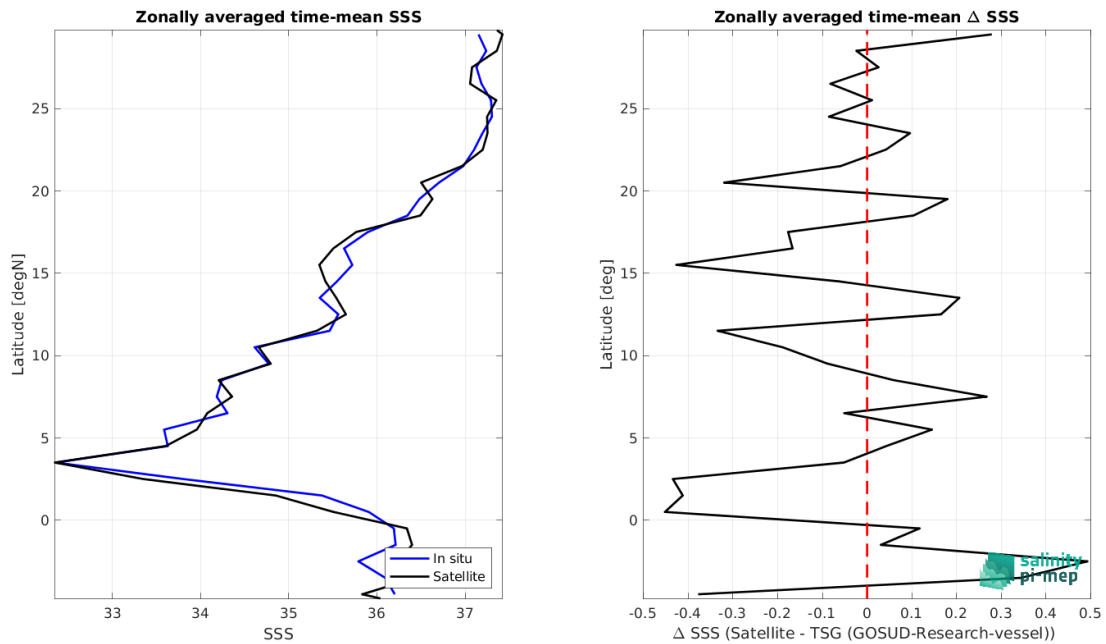 Zonally averaged time-mean SSS
Latitude [degN]
25
20
15
10
5
0
33
34
35
36
37
SSS
In situ
Satellite
Zonally averaged time-mean Δ SSS
Latitude [deg]
25
20
15
10
5
0
-0.5
-0.4
-0.3
-0.2
-0.1
0
0.1
0.2
0.3
0.4
0.5
Δ SSS (Satellite - TSG (GOSUD-Research-vessel))
salinity
pi-mep